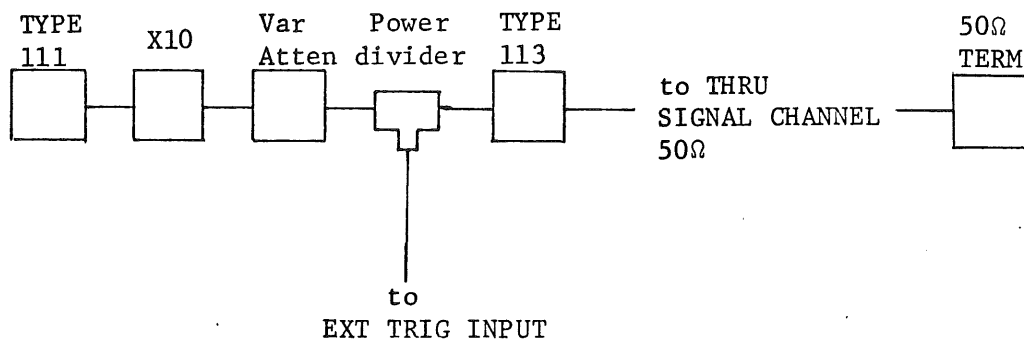 TYPE
111
X10
Var
Atten
Power
divider
TYPE
113
to THRU
SIGNAL CHANNEL
50Ω
50Ω
TERM
to
EXT TRIG INPUT